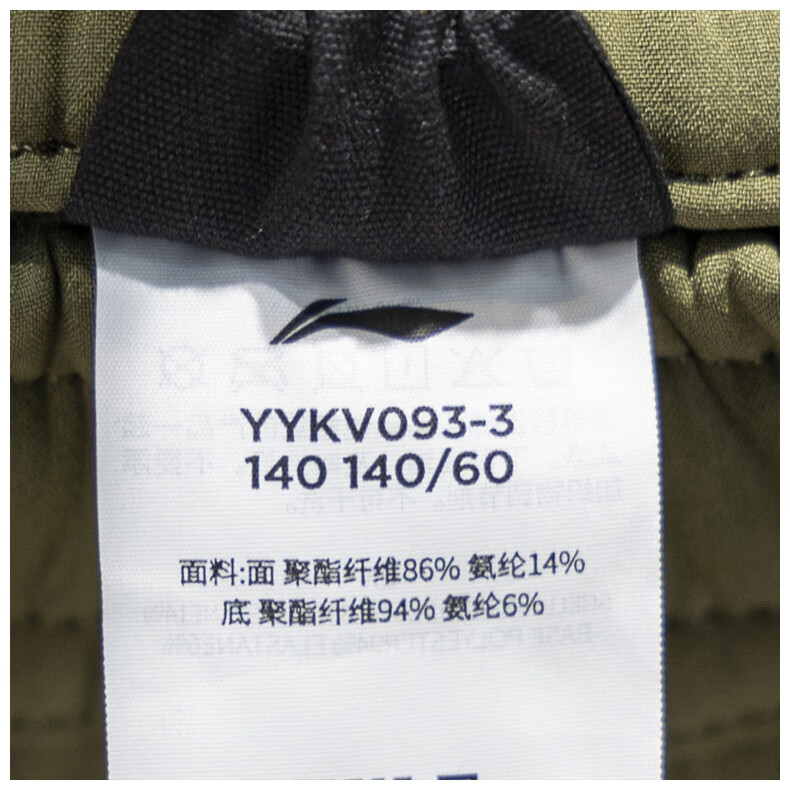 YYKV093-3
140 140/60
面料:面 聚酯纤维86% 氨纶14%
底 聚酯纤维94% 氨纶6%